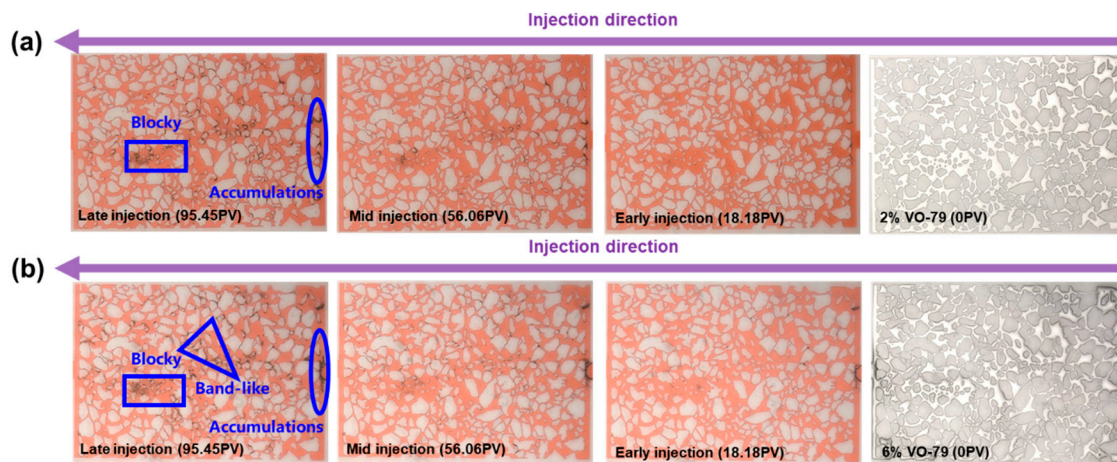 Injection direction
(a)
Blocky
Accumulations
Late injection (95.45PV)
Mid injection (56.06PV)
Early injection (18.18PV)
2% VO-79 (0PV)
Injection direction
(b)
Blocky
Band-like
Accumulations
Late injection (95.45PV)
Mid injection (56.06PV)
Early injection (18.18PV)
6% VO-79 (0PV)